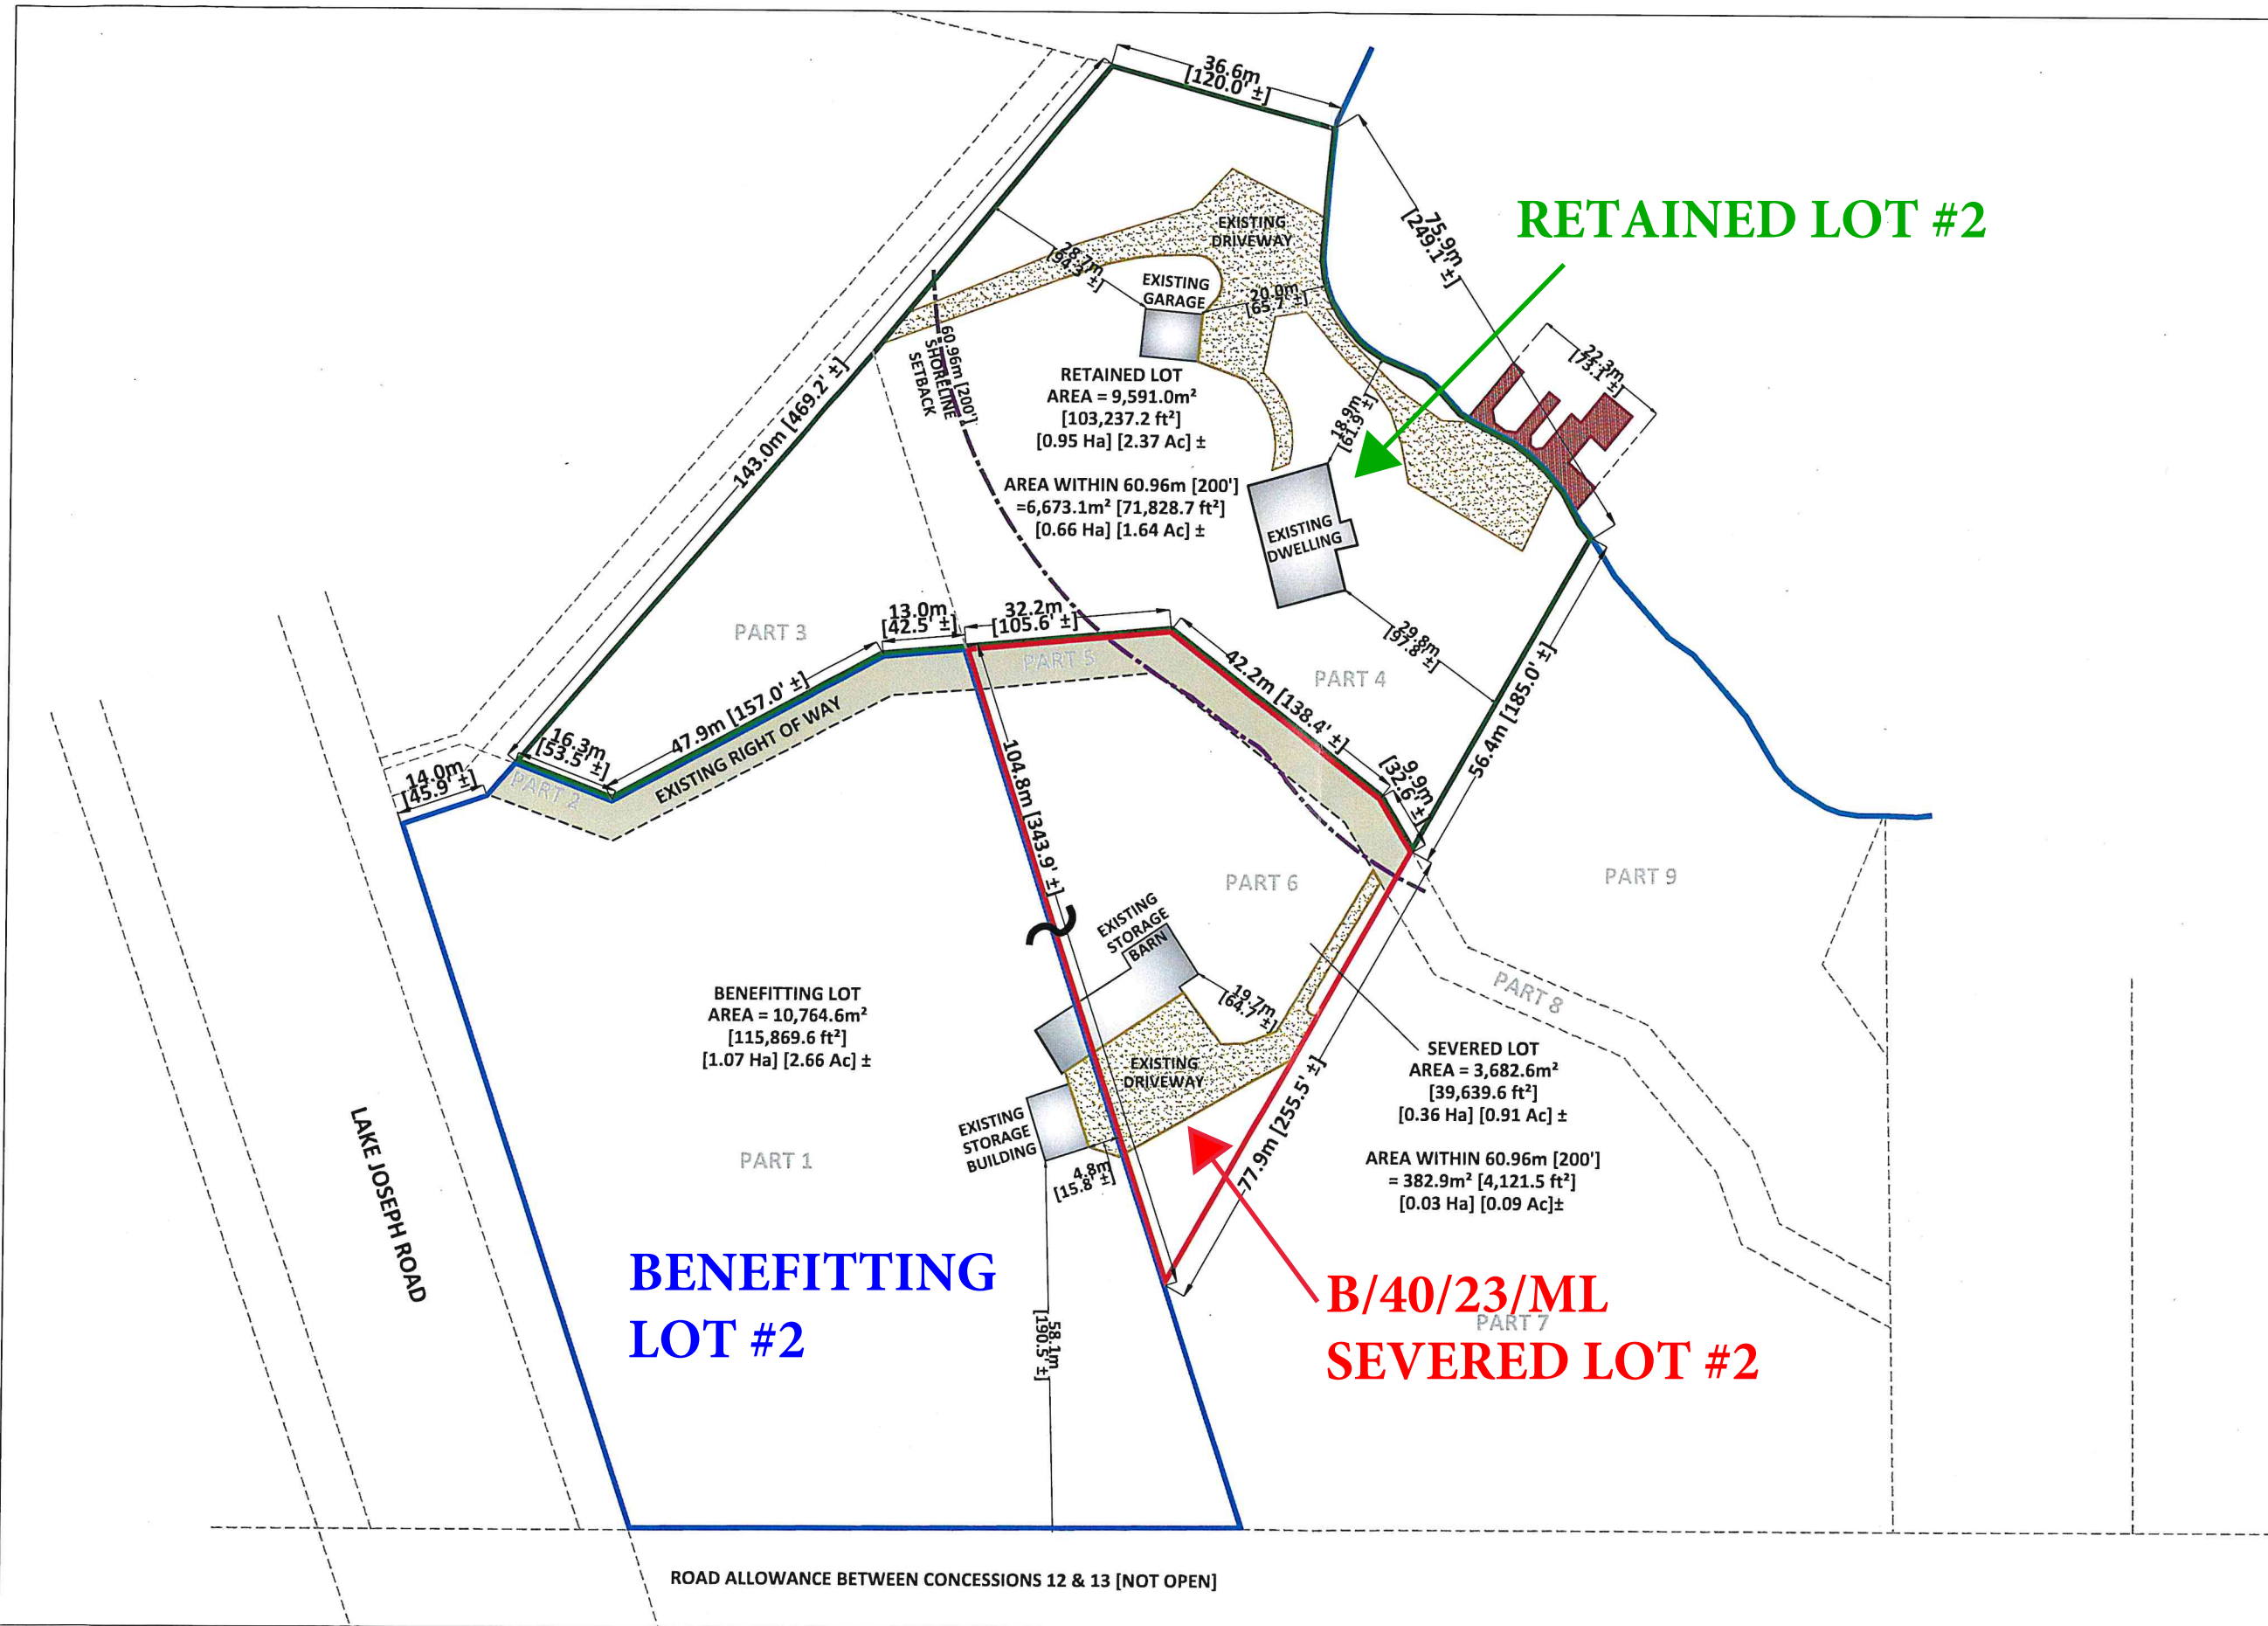 36.6m
[120.0' ±]
RETAINED LOT #2
75.9m
[249.1' ±]
EXISTING
DRIVEWAY
28.7m
[94.3' ±]
EXISTING
GARAGE
20.0m
[65.7' ±]
22.3m
[73.1' ±]
60.96m [200']
SHORELINE
SETBACK
143.0m [469.2' ±]
RETAINED LOT
AREA = 9,591.0m²
[103,237.2 ft²]
[0.95 Ha] [2.37 Ac] ±
18.9m
[61.9' ±]
AREA WITHIN 60.96m [200']
=6,673.1m² [71,828.7 ft²]
[0.66 Ha] [1.64 Ac] ±
EXISTING
DWELLING
13.0m
[42.5' ±]
32.2m
[105.6' ±]
PART 3
PART 5
29.8m
[97.8' ±]
PART 4
42.2m [138.4' ±]
56.4m [185.0' ±]
47.9m [157.0' ±]
EXISTING RIGHT OF WAY
16.3m
[53.5' ±]
14.0m
[45.9' ±]
PART 2
9.9m
[32.6' ±]
104.8m [343.9' ±]
PART 6
PART 9
EXISTING
STORAGE
BARN
19.7m
[64.7' ±]
PART 8
BENEFITTING LOT
AREA = 10,764.6m²
[115,869.6 ft²]
[1.07 Ha] [2.66 Ac] ±
EXISTING
DRIVEWAY
SEVERED LOT
AREA = 3,682.6m²
[39,639.6 ft²]
[0.36 Ha] [0.91 Ac] ±
EXISTING
STORAGE
BUILDING
4.8m
[15.8' ±]
77.9m [255.5' ±]
AREA WITHIN 60.96m [200']
= 382.9m² [4,121.5 ft²]
[0.03 Ha] [0.09 Ac]±
PART 1
LAKE JOSEPH ROAD
BENEFITTING
LOT #2
58.1m
[190.5' ±]
B/40/23/ML
PART 7
SEVERED LOT #2
ROAD ALLOWANCE BETWEEN CONCESSIONS 12 & 13 [NOT OPEN]